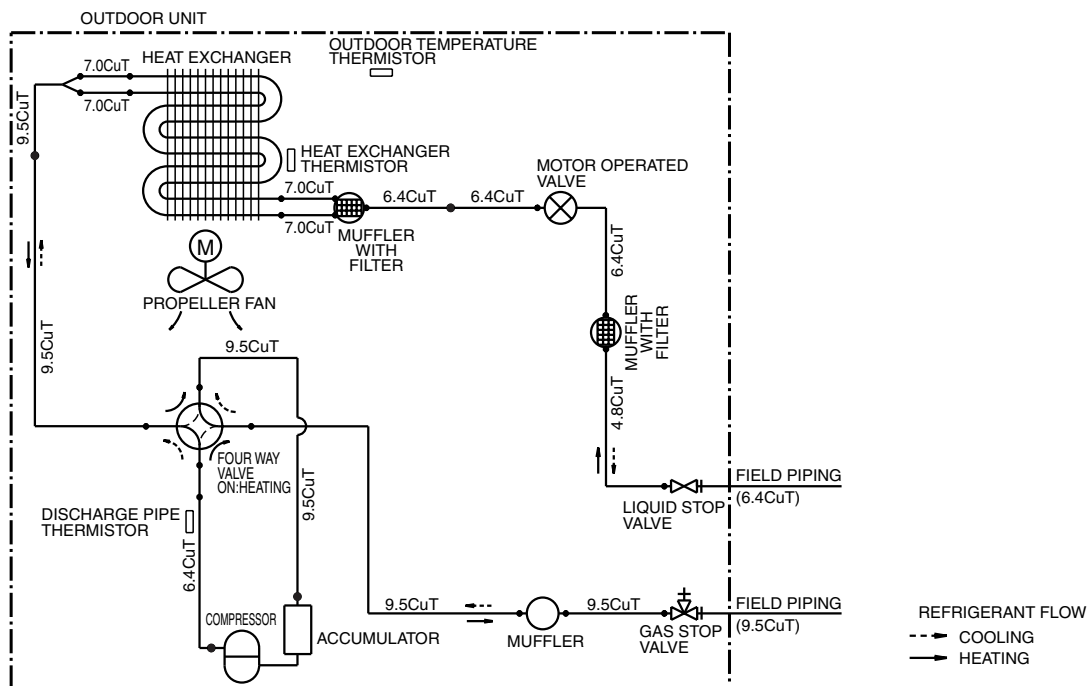 OUTDOOR UNIT
OUTDOOR TEMPERATURE
THERMISTOR
HEAT EXCHANGER
7.0CuT
7.0CuT
9.5CuT
HEAT EXCHANGER
THERMISTOR
7.0CuT
7.0CuT
MUFFLER
WITH
FILTER
6.4CuT
6.4CuT
MOTOR OPERATED
VALVE
6.4CuT
MUFFLER
WITH
FILTER
4.8CuT
M
PROPELLER FAN
9.5CuT
9.5CuT
FOUR WAY
VALVE
ON:HEATING
9.5CuT
DISCHARGE PIPE
THERMISTOR
6.4CuT
COMPRESSOR
ACCUMULATOR
LIQUID STOP
VALVE
FIELD PIPING
(6.4CuT)
9.5CuT
MUFFLER
9.5CuT
GAS STOP
VALVE
FIELD PIPING
(9.5CuT)
REFRIGERANT FLOW
COOLING
HEATING